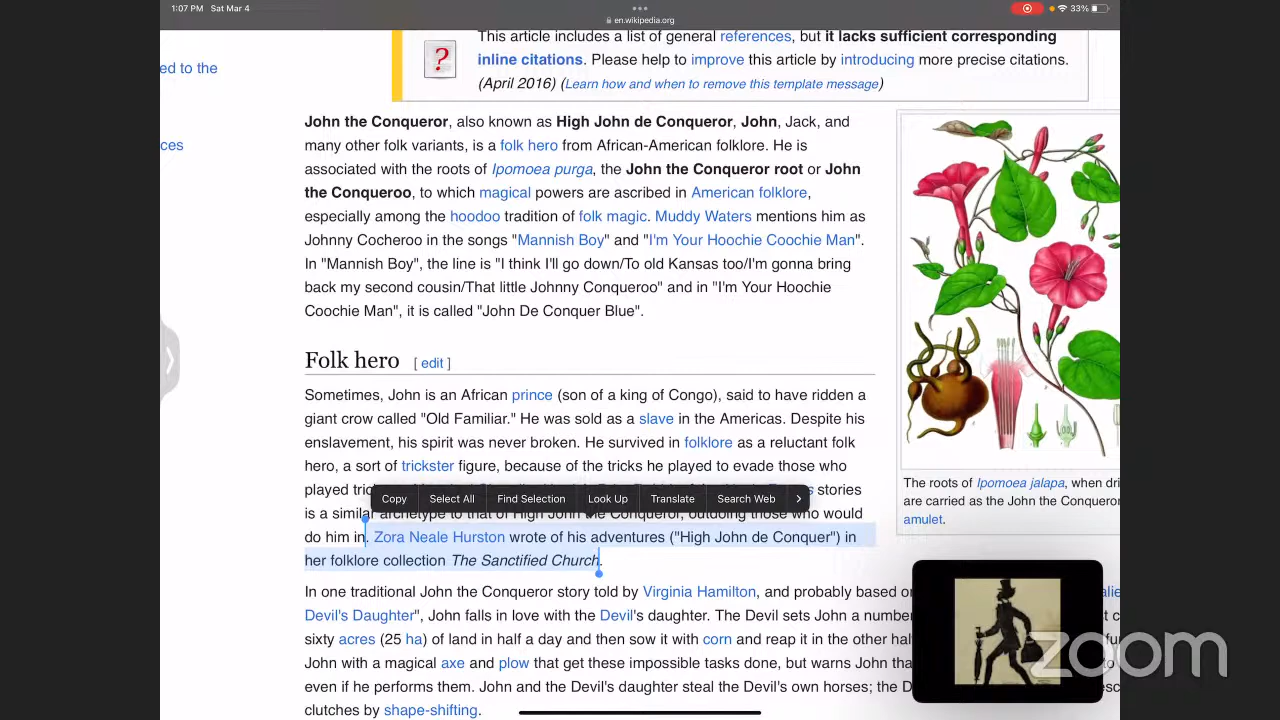 1:07 PM Sat Mar 4
en.wikipedia.org
33%
ed to the
ces
This article includes a list of general references, but it lacks sufficient corresponding
inline citations. Please help to improve this article by introducing more precise citations.
(April 2016) (Learn how and when to remove this template message)
John the Conqueror, also known as High John de Conqueror, John, Jack, and
many other folk variants, is a folk hero from African-American folklore. He is
associated with the roots of Ipomoea purga, the John the Conqueror root or John
the Conqueroo, to which magical powers are ascribed in American folklore,
especially among the hoodoo tradition of folk magic. Muddy Waters mentions him as
Johnny Cocheroo in the songs "Mannish Boy" and "I'm Your Hoochie Coochie Man".
In "Mannish Boy", the line is "I think I'll go down/To old Kansas too/I'm gonna bring
back my second cousin/That little Johnny Conqueroo" and in "I'm Your Hoochie
Coochie Man", it is called "John De Conquer Blue".
Folk hero [ edit ]
Sometimes, John is an African prince (son of a king of Congo), said to have ridden a
giant crow called "Old Familiar." He was sold as a slave in the Americas. Despite his
enslavement, his spirit was never broken. He survived in folklore as a reluctant folk
hero, a sort of trickster figure, because of the tricks he played to evade those who
played stories
Copy Select All Find Selection Look Up Translate Search Web
is a similar archetype to that of High John the Conqueror, outdoing those who would
do him in. Zora Neale Hurston wrote of his adventures ("High John de Conquer") in
her folklore collection The Sanctified Church.
In one traditional John the Conqueror story told by Virginia Hamilton, and probably based on
Devil's Daughter", John falls in love with the Devil's daughter. The Devil sets John a number
sixty acres (25 ha) of land in half a day and then sow it with corn and reap it in the other hal
John with a magical axe and plow that get these impossible tasks done, but warns John tha
even if he performs them. John and the Devil's daughter steal the Devil's own horses; the D
clutches by shape-shifting.
The roots of Ipomoea jalapa, when dri
are carried as the John the Conqueror
amulet.
zoom